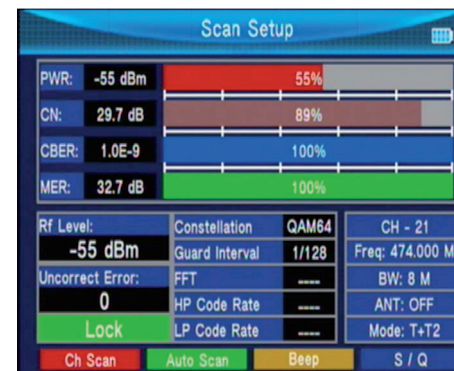 Scan Setup
PWR: -55 dBm 55%
CN: 29.7 dB 89%
CBER: 1.0E-9 100%
MER: 32.7 dB 100%
Rf Level:
-55 dBm
Uncorrect Error:
0
Lock
Constellation QAM64
Guard Interval 1/128
FFT ----
HP Code Rate ----
LP Code Rate ----
CH - 21
Freq: 474.000 M
BW: 8 M
ANT: OFF
Mode: T+T2
Ch Scan Auto Scan Beep S / Q